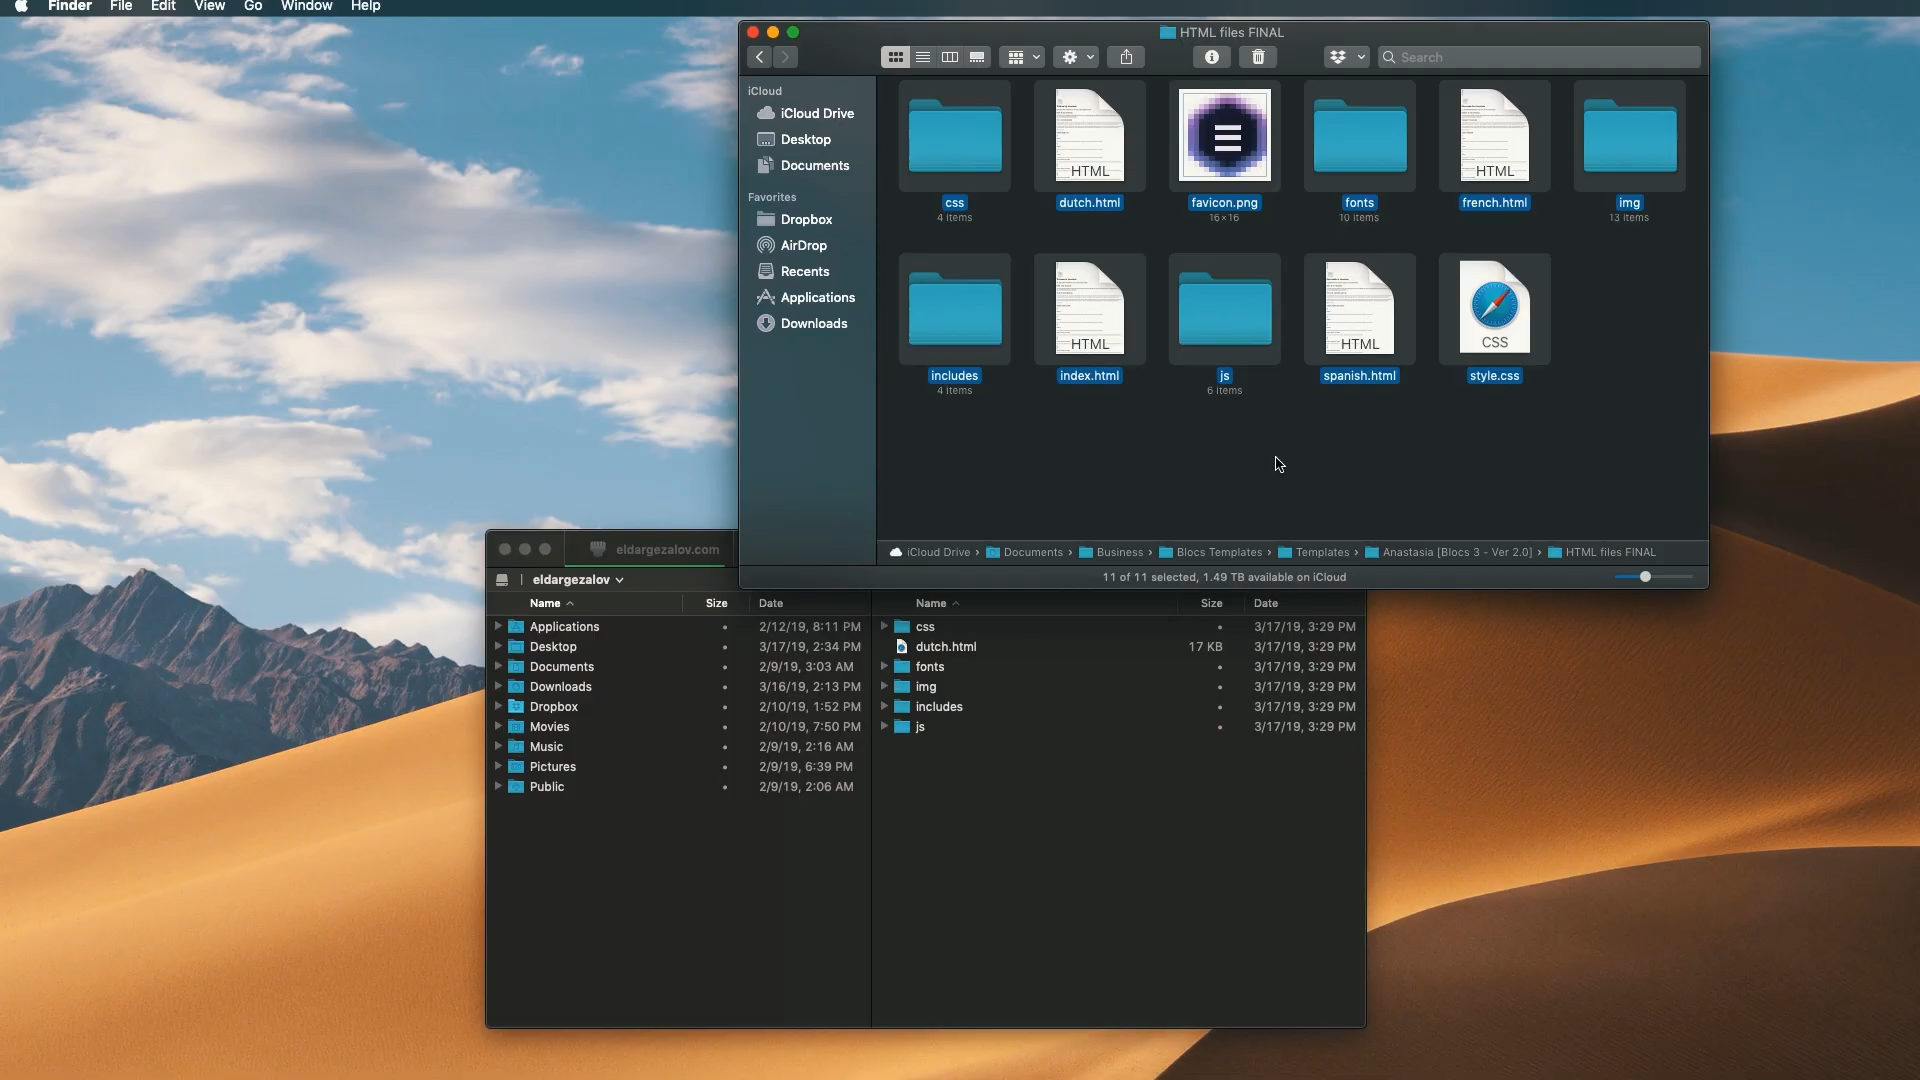 Finder File Edit View Go Window Help
HTML files FINAL
Search
iCloud
iCloud Drive
Desktop
Documents
Favorites
Dropbox
AirDrop
Recents
Applications
Downloads
HTML HTML
css dutch.html favicon.png fonts french.html img
4 items 16×16 10 items 13 items
HTML HTML CSS
includes index.html js spanish.html style.css
4 items 6 items
iCloud Drive › Documents › Business › Blocs Templates › Templates › Anastasia [Blocs 3 - Ver 2.0] › HTML files FINAL
11 of 11 selected, 1.49 TB available on iCloud
eldargezalov.com
eldargezalov
Name Size Date
Applications • 2/12/19, 8:11 PM
Desktop • 3/17/19, 2:34 PM
Documents • 2/9/19, 3:03 AM
Downloads • 3/16/19, 2:13 PM
Dropbox • 2/10/19, 1:52 PM
Movies • 2/10/19, 7:50 PM
Music • 2/9/19, 2:16 AM
Pictures • 2/9/19, 6:39 PM
Public • 2/9/19, 2:06 AM
Name Size Date
css • 3/17/19, 3:29 PM
dutch.html 17 KB 3/17/19, 3:29 PM
fonts • 3/17/19, 3:29 PM
img • 3/17/19, 3:29 PM
includes • 3/17/19, 3:29 PM
js • 3/17/19, 3:29 PM